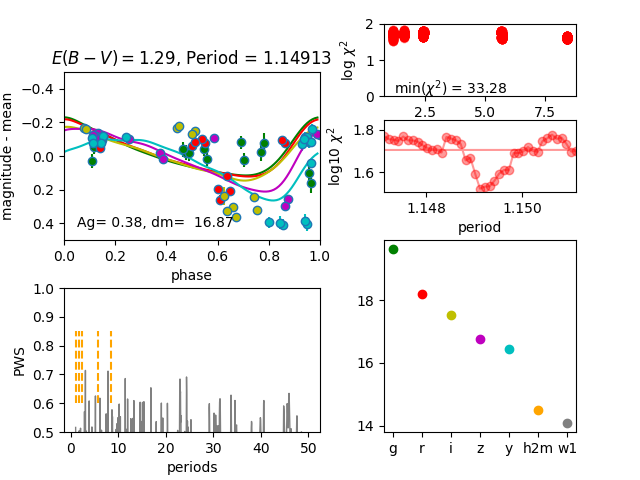 E(B − V) = 1.29, Period = 1.14913
magnitude - mean
−0.4
−0.2
0.0
0.2
0.4
Ag= 0.38, dm= 16.87
0.0 0.2 0.4 0.6 0.8 1.0
phase
log χ²
2
1
0
min(χ²) = 33.28
2.5 5.0 7.5
log10 χ²
1.8
1.6
1.148 1.150
period
PWS
1.0
0.9
0.8
0.7
0.6
0.5
0 10 20 30 40 50
periods
18
16
14
g r i z y h2m w1